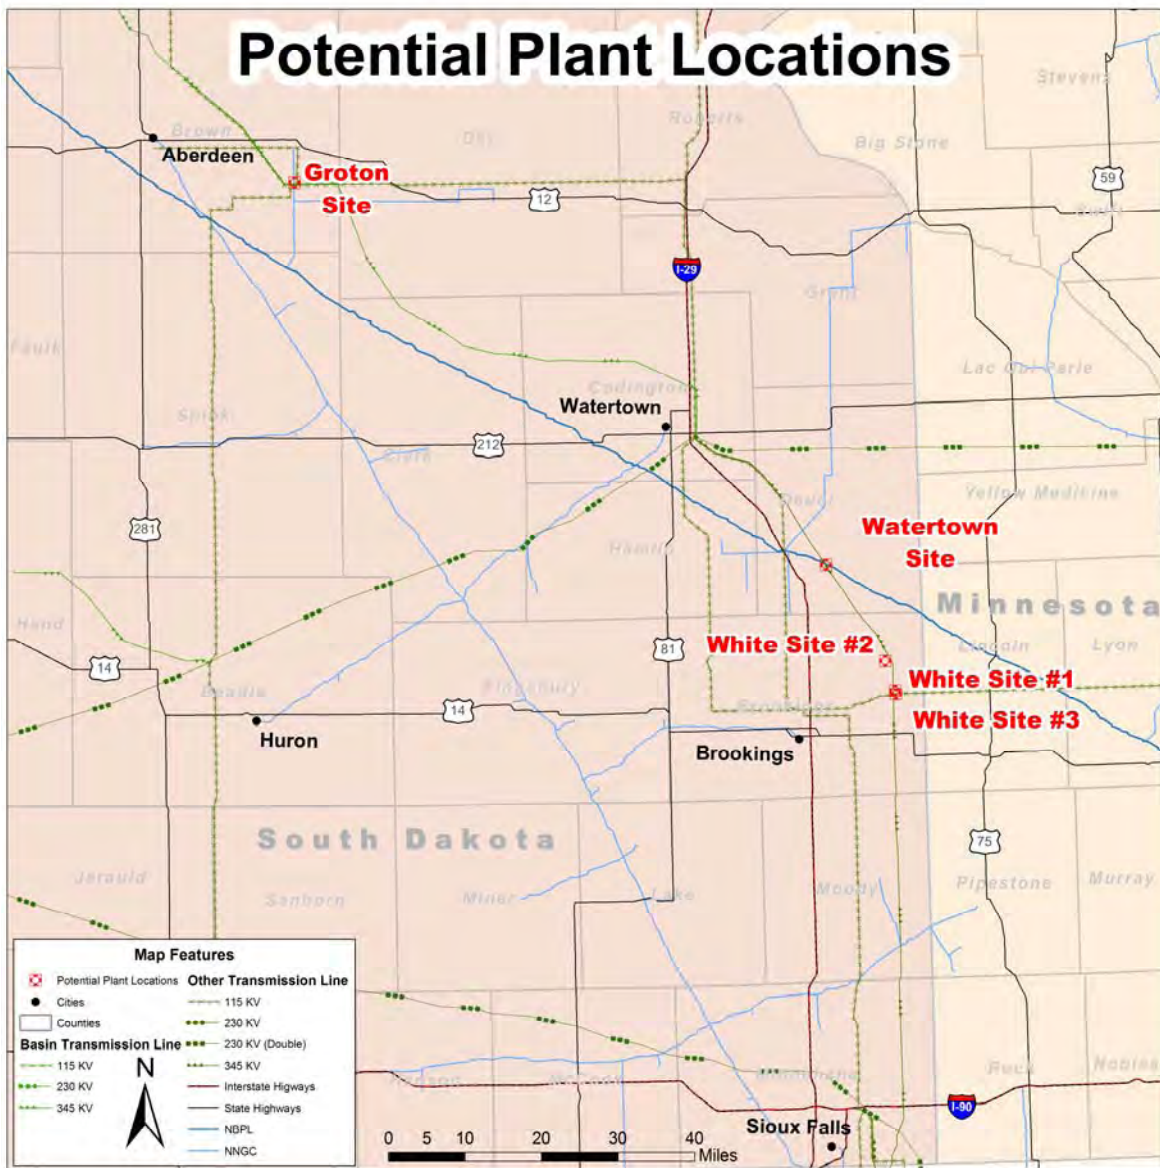 Potential Plant Locations
Stevens
Brown
Day
Roberts
Big Stone
Aberdeen
Groton
Site
12
59
Swift
I-29
Grant
Faulk
Lac Qui Parle
Codington
Watertown
Spink
212
Clark
Deuel
Yellow Medicine
281
Hamlin
Watertown
Site
Minnesota
Hand
14
81
White Site #2
Lincoln
Lyon
Beadle
Kingsbury
White Site #1
14
Brookings
White Site #3
Huron
Brookings
South Dakota
75
Jerauld
Sanborn
Miner
Lake
Moody
Pipestone
Murray
Map Features
Potential Plant Locations
Cities
Counties
Basin Transmission Line
115 KV
230 KV
345 KV
N
Other Transmission Line
115 KV
230 KV
230 KV (Double)
345 KV
Interstate Higways
State Highways
NBPL
NNGC
Hanson
McCook
Minnehaha
Rock
Nobles
I-90
Sioux Falls
0 5 10 20 30 40
Miles